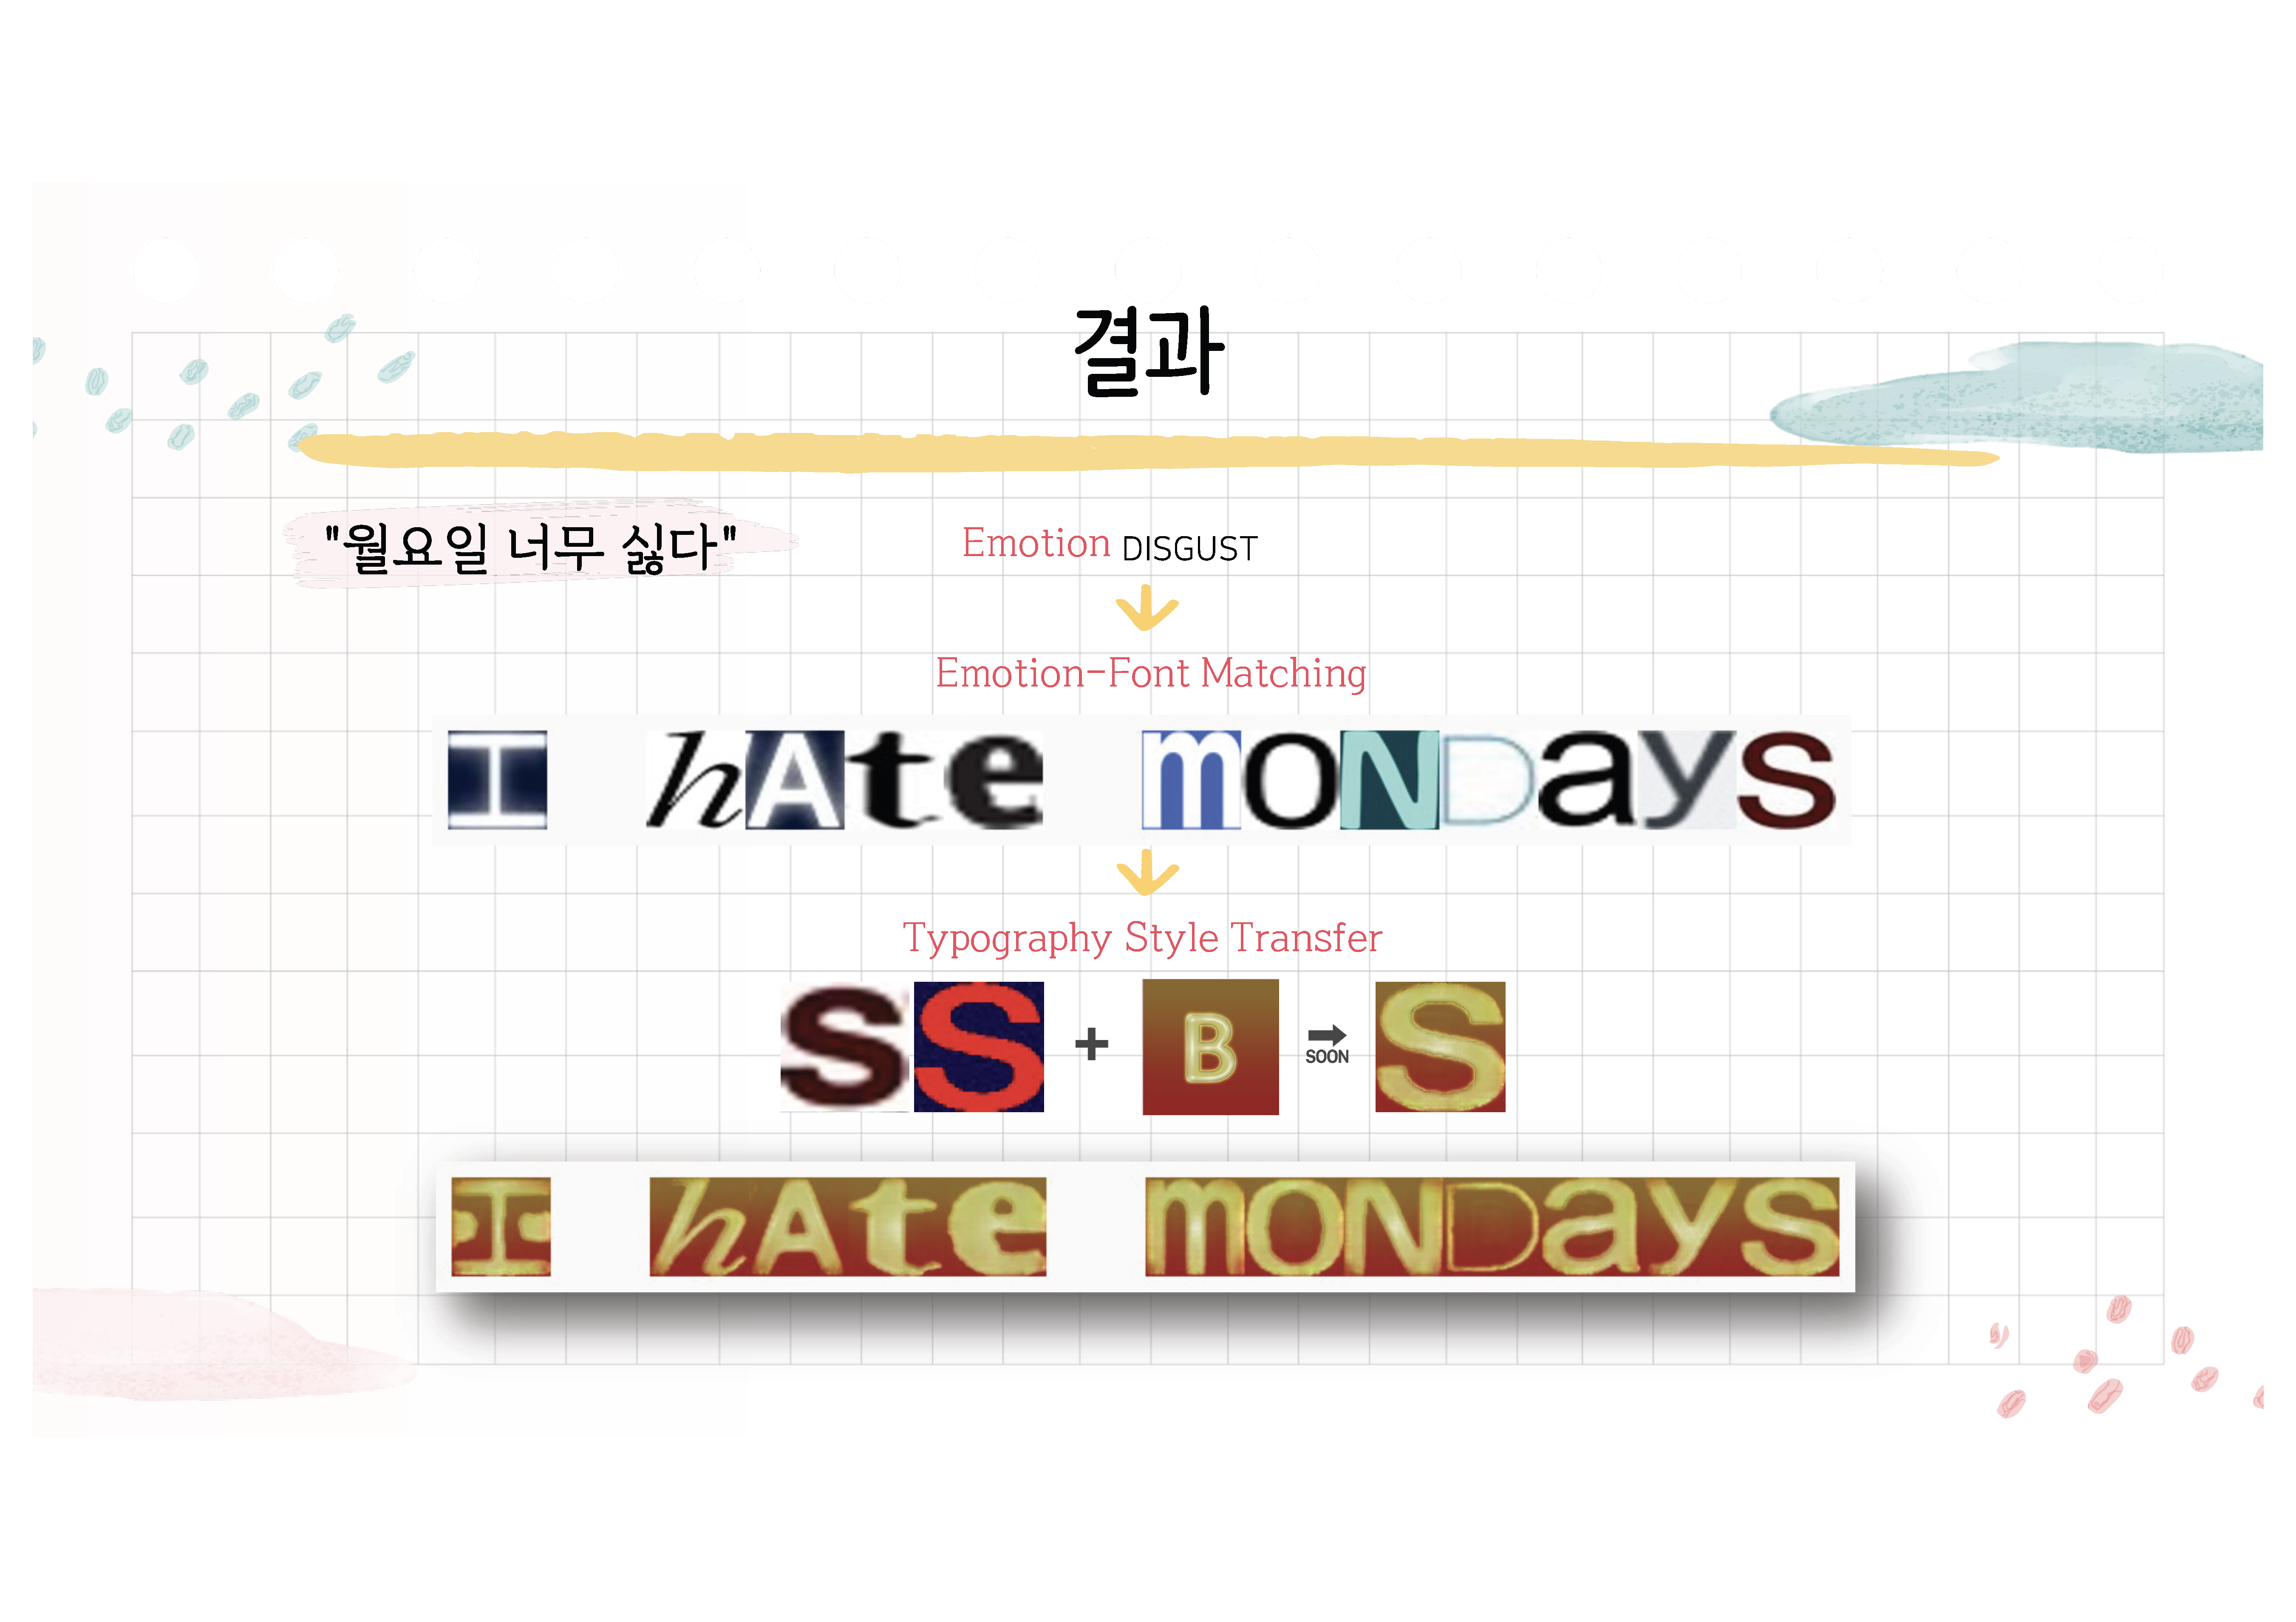 결과
"월요일 너무 싫다"
Emotion DISGUST
Emotion-Font Matching
I hAte mONDays
Typography Style Transfer
S S + B SOON S
I hAte mONDays